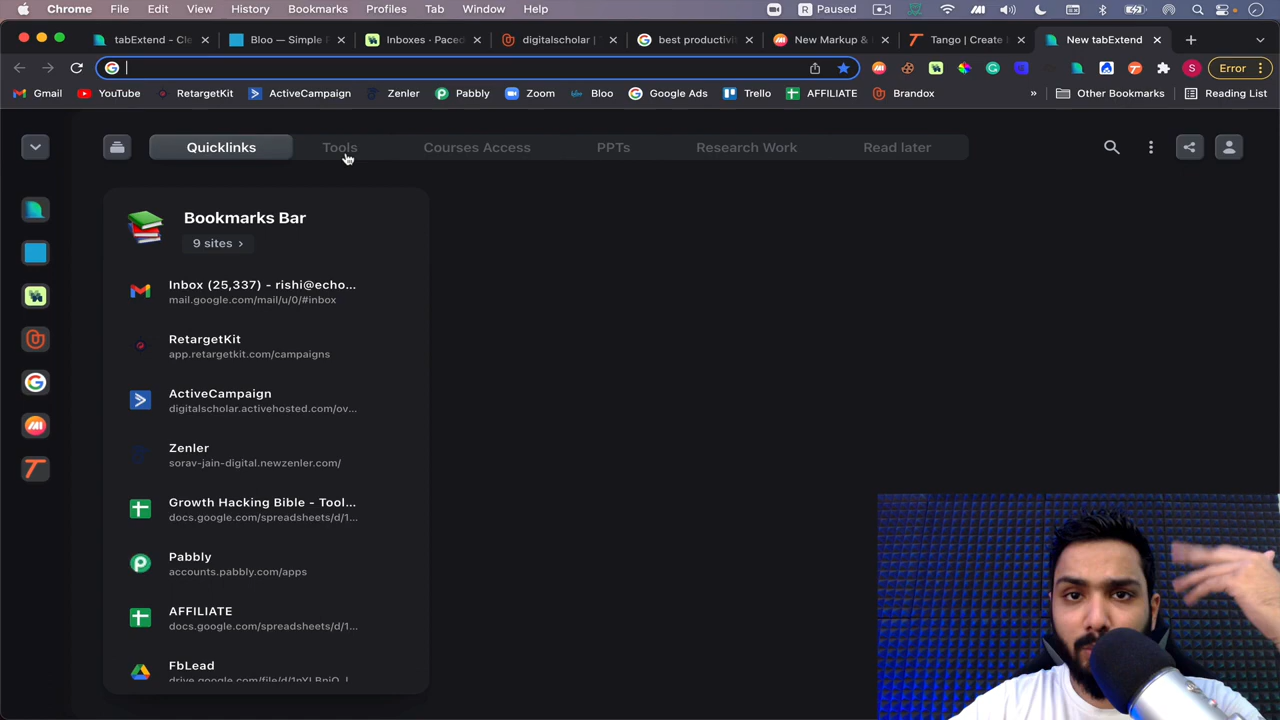 Chrome File Edit View History Bookmarks Profiles Tab Window Help R Paused
tabExtend - Cle Bloo — Simple P Inboxes · Paced digitalscholar | best productivi New Markup & I Tango | Create New tabExtend
G Error
Gmail YouTube RetargetKit ActiveCampaign Zenler Pabbly Zoom Bloo Google Ads Trello AFFILIATE Brandox » Other Bookmarks Reading List
Quicklinks Tools Courses Access PPTs Research Work Read later
Bookmarks Bar
9 sites ›
Inbox (25,337) - rishi@echo...
mail.google.com/mail/u/0/#inbox
RetargetKit
app.retargetkit.com/campaigns
ActiveCampaign
digitalscholar.activehosted.com/ov...
Zenler
sorav-jain-digital.newzenler.com/
Growth Hacking Bible - Tool...
docs.google.com/spreadsheets/d/1...
Pabbly
accounts.pabbly.com/apps
AFFILIATE
docs.google.com/spreadsheets/d/1...
FbLead